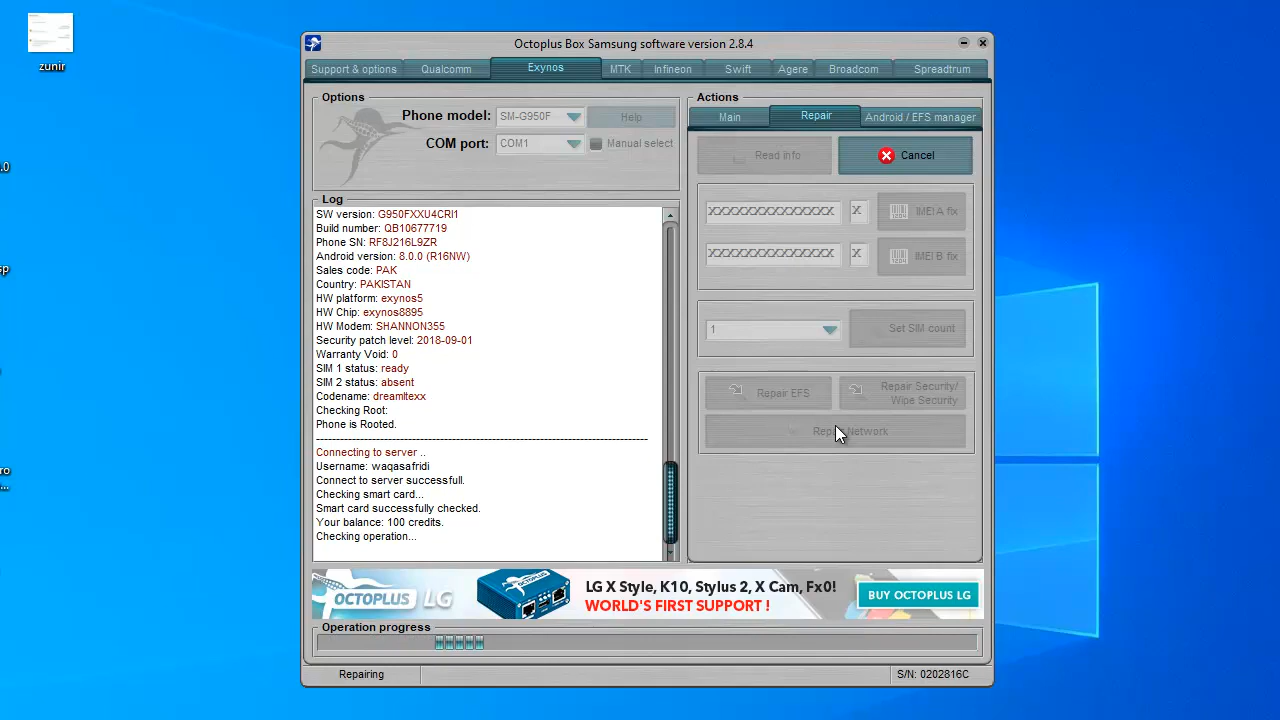 zunir
.0
sp
ro
...
Octoplus Box Samsung software version 2.8.4
Support & options Qualcomm Exynos MTK Infineon Swift Agere Broadcom Spreadtrum
Options
Phone model: SM-G950F Help
COM port: COM1 Manual select
Log
SW version: G950FXXU4CRI1
Build number: QB10677719
Phone SN: RF8J216L9ZR
Android version: 8.0.0 (R16NW)
Sales code: PAK
Country: PAKISTAN
HW platform: exynos5
HW Chip: exynos8895
HW Modem: SHANNON355
Security patch level: 2018-09-01
Warranty Void: 0
SIM 1 status: ready
SIM 2 status: absent
Codename: dreamltexx
Checking Root:
Phone is Rooted.
Connecting to server ..
Username: waqasafridi
Connect to server successfull.
Checking smart card...
Smart card successfully checked.
Your balance: 100 credits.
Checking operation...
Actions
Main Repair Android / EFS manager
Read info Cancel
XXXXXXXXXXXXXX X IMEI A fix
XXXXXXXXXXXXXX X IMEI B fix
1 Set SIM count
Repair EFS
Repair Security/
Wipe Security
Repair Network
OCTOPLUS LG
LG X Style, K10, Stylus 2, X Cam, Fx0!
WORLD'S FIRST SUPPORT !
BUY OCTOPLUS LG
Operation progress
Repairing S/N: 0202816C